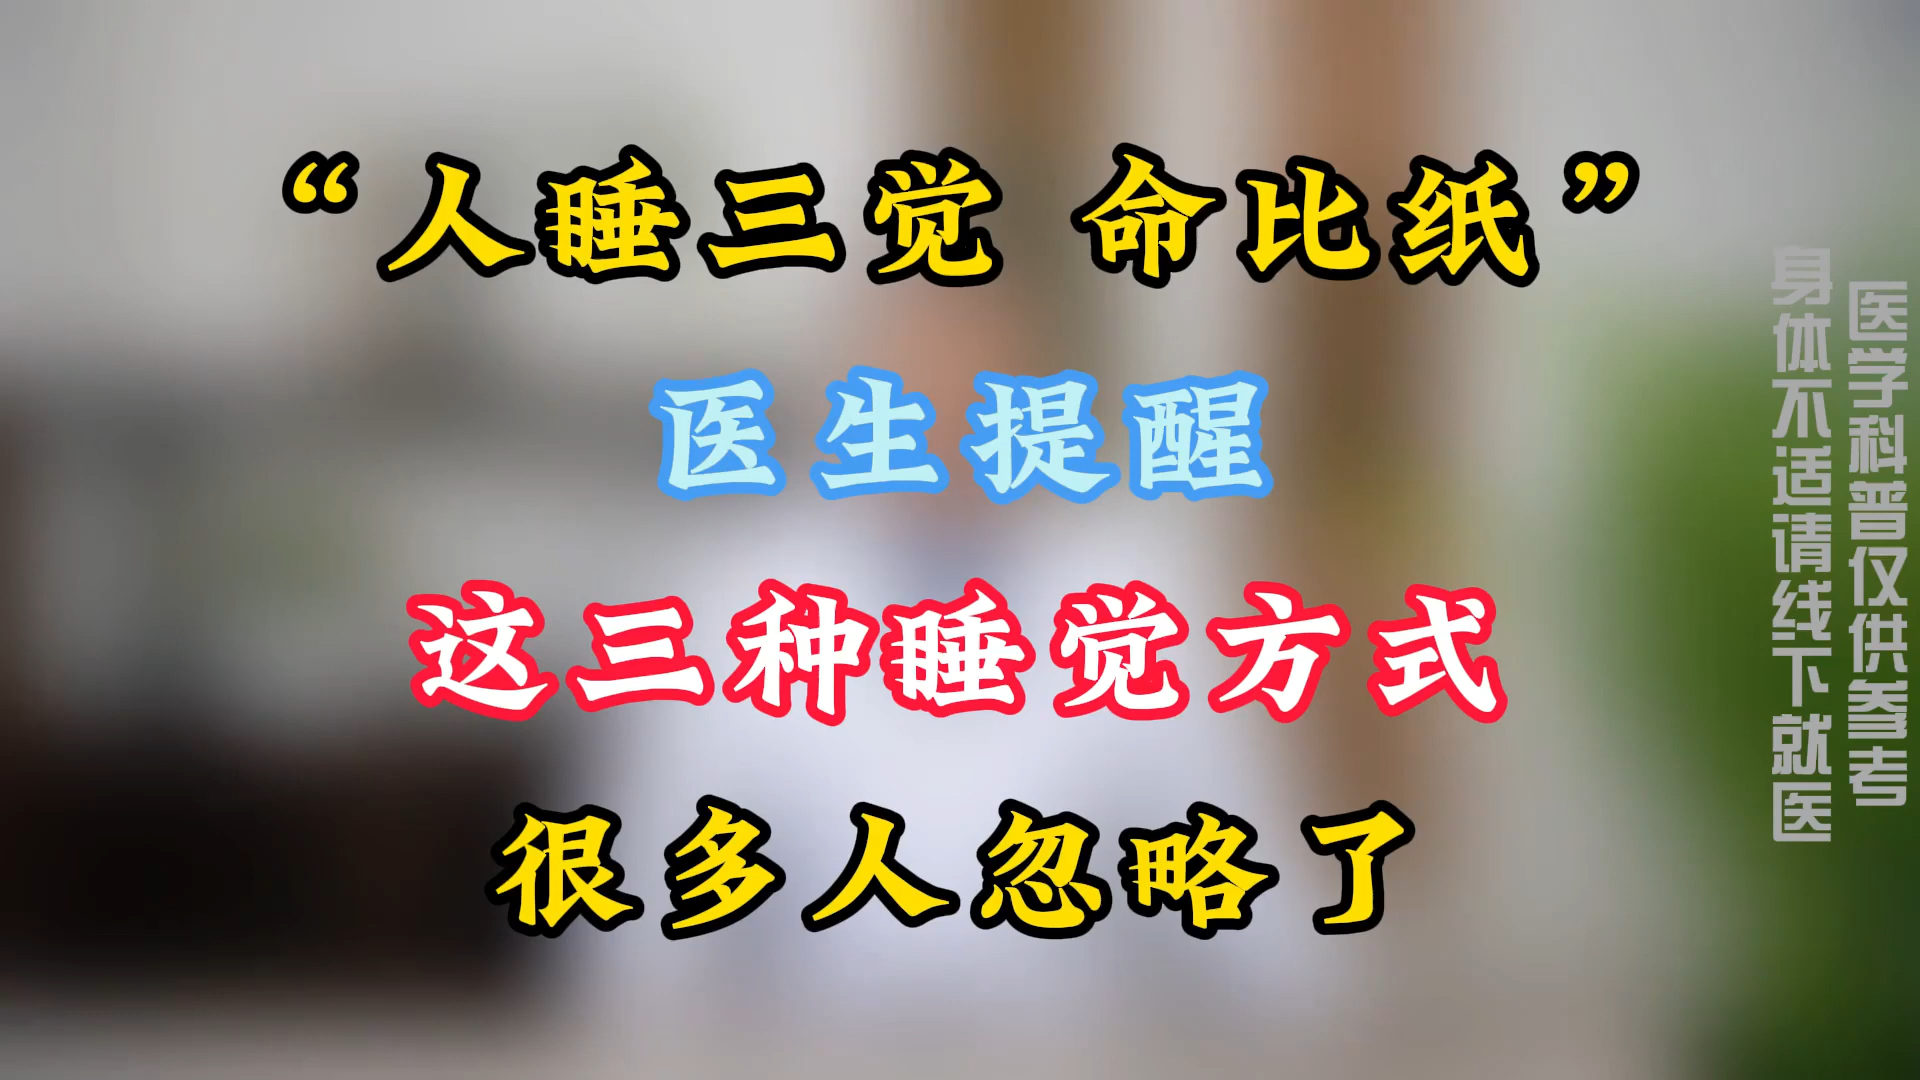 “人睡三觉 命比纸”
医生提醒
这三种睡觉方式
很多人忽略了
医学科普仅供参考
身体不适请线下就医